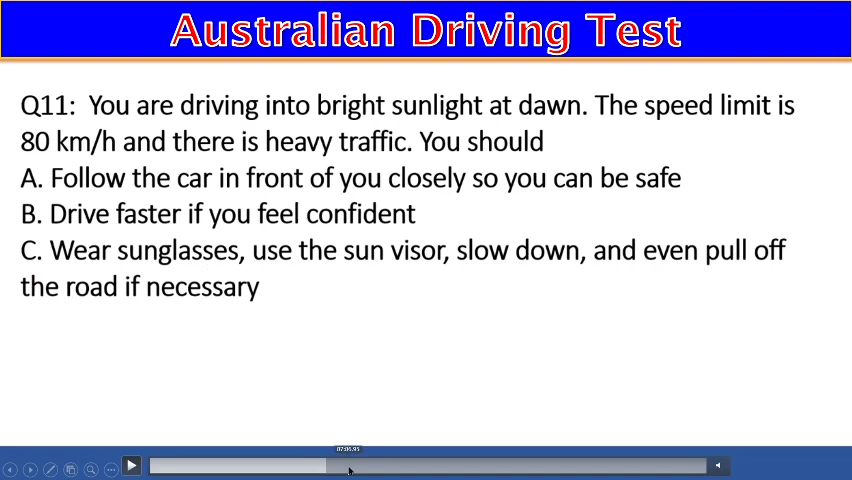 Australian Driving Test
Q11:  You are driving into bright sunlight at dawn. The speed limit is
80 km/h and there is heavy traffic. You should
A. Follow the car in front of you closely so you can be safe
B. Drive faster if you feel confident
C. Wear sunglasses, use the sun visor, slow down, and even pull off
the road if necessary